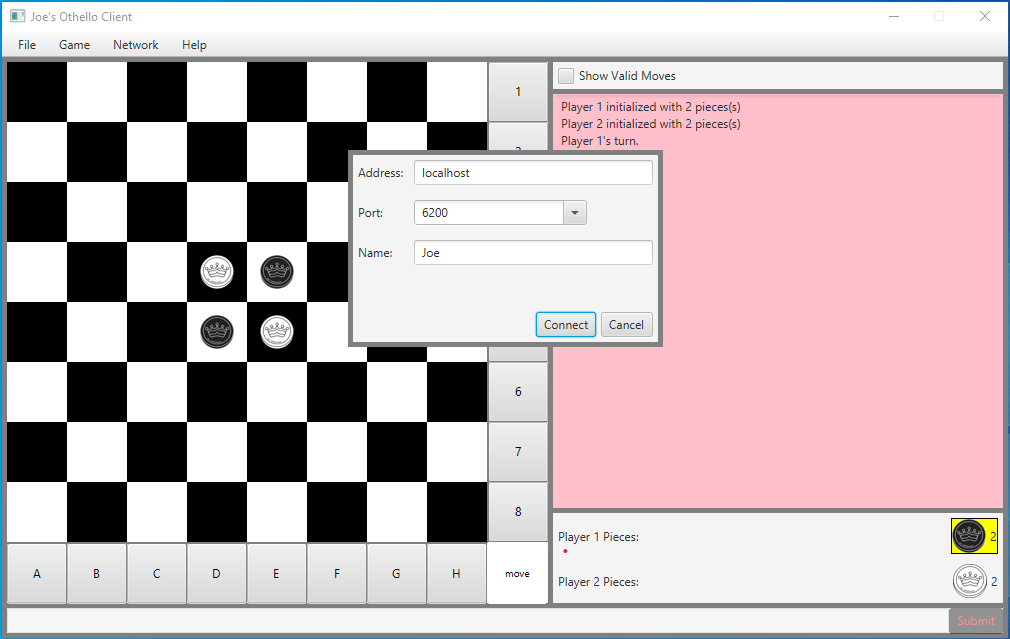 Joe's Othello Client
File Game Network Help
1
Show Valid Moves
Player 1 initialized with 2 pieces(s)
Player 2 initialized with 2 pieces(s)
Player 1's turn.
Address: localhost
Port: 6200
Name: Joe
Connect Cancel
6
7
8
Player 1 Pieces: 2
Player 2 Pieces: 2
A B C D E F G H move
Submit